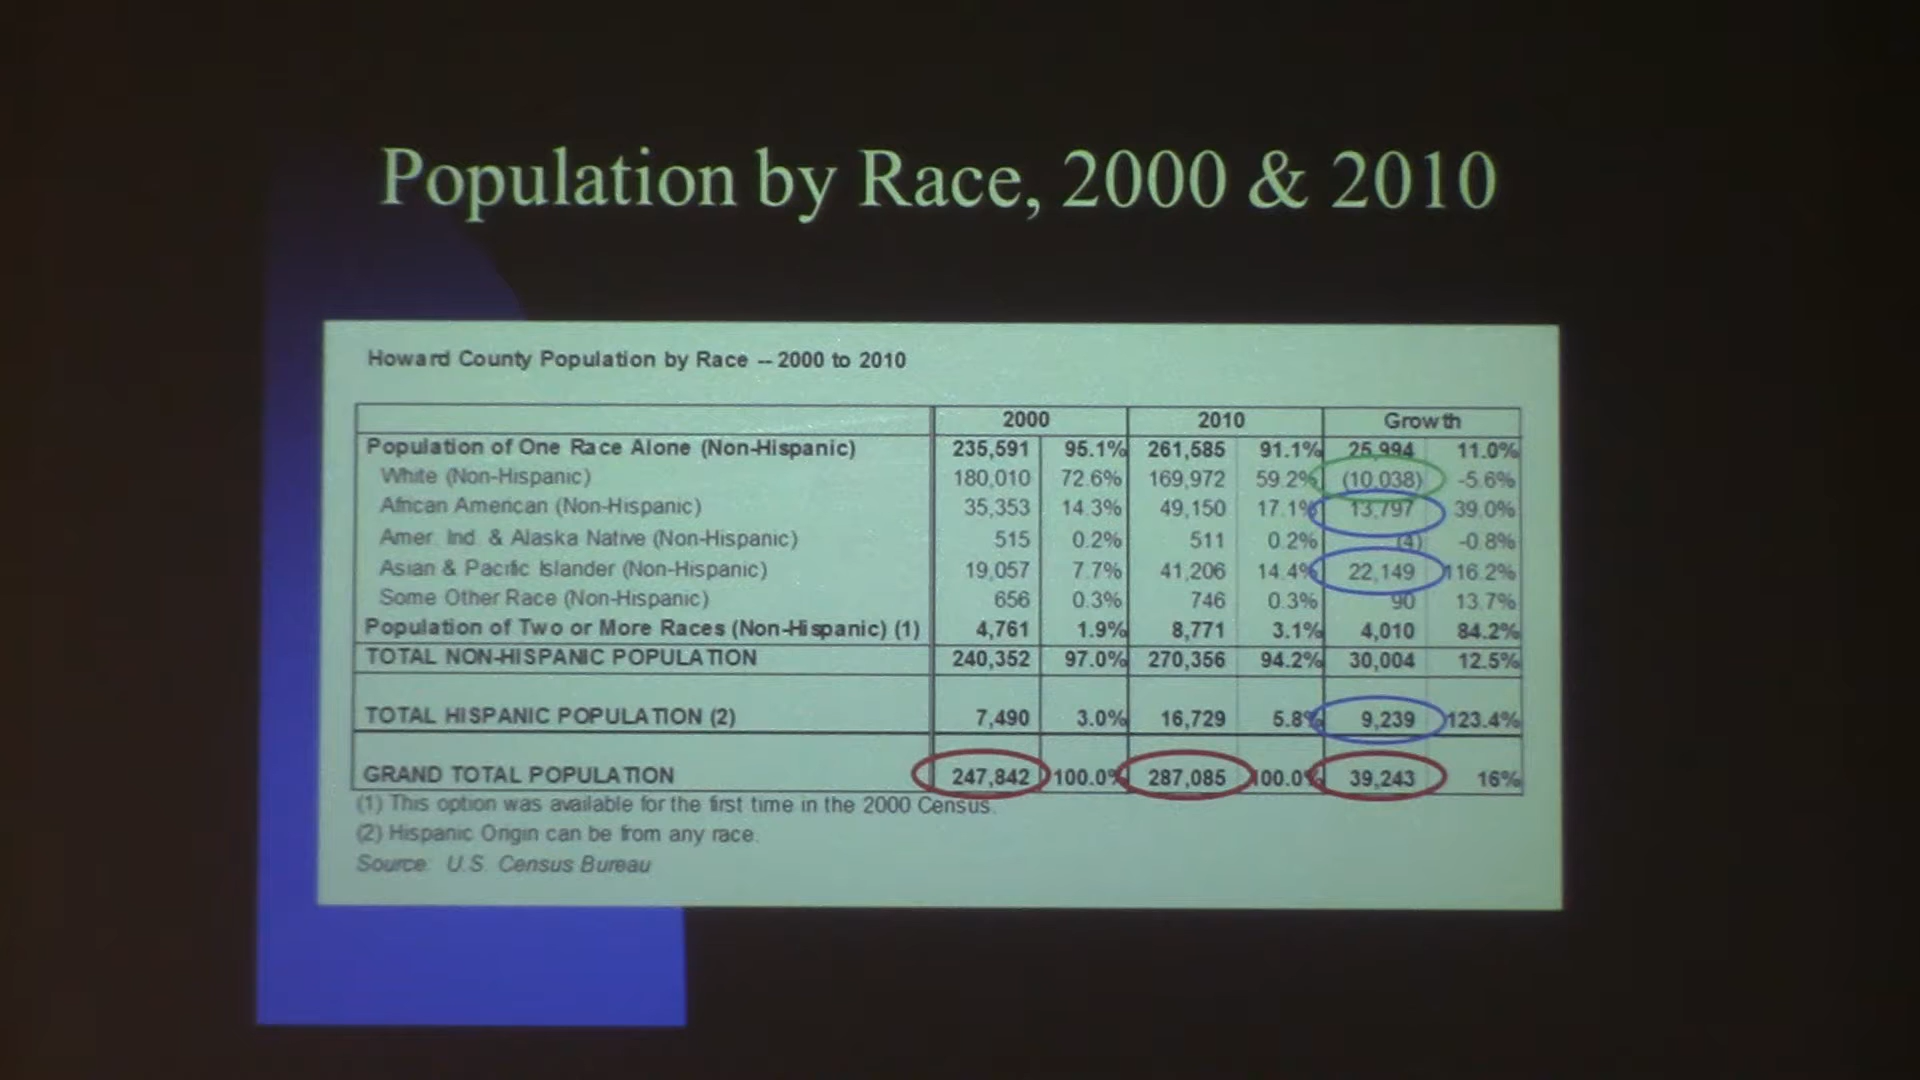 Population by Race, 2000 & 2010
Howard County Population by Race -- 2000 to 2010
2000 2010 Growth
Population of One Race Alone (Non-Hispanic) 235,591 95.1% 261,585 91.1% 25,994 11.0%
White (Non-Hispanic) 180,010 72.6% 169,972 59.2% (10,038) -5.6%
African American (Non-Hispanic) 35,353 14.3% 49,150 17.1% 13,797 39.0%
Amer. Ind. & Alaska Native (Non-Hispanic) 515 0.2% 511 0.2% (4) -0.8%
Asian & Pacific Islander (Non-Hispanic) 19,057 7.7% 41,206 14.4% 22,149 116.2%
Some Other Race (Non-Hispanic) 656 0.3% 746 0.3% 90 13.7%
Population of Two or More Races (Non-Hispanic) (1) 4,761 1.9% 8,771 3.1% 4,010 84.2%
TOTAL NON-HISPANIC POPULATION 240,352 97.0% 270,356 94.2% 30,004 12.5%
TOTAL HISPANIC POPULATION (2) 7,490 3.0% 16,729 5.8% 9,239 123.4%
GRAND TOTAL POPULATION 247,842 100.0% 287,085 100.0% 39,243 16%
(1) This option was available for the first time in the 2000 Census.
(2) Hispanic Origin can be from any race.
Source: U.S. Census Bureau